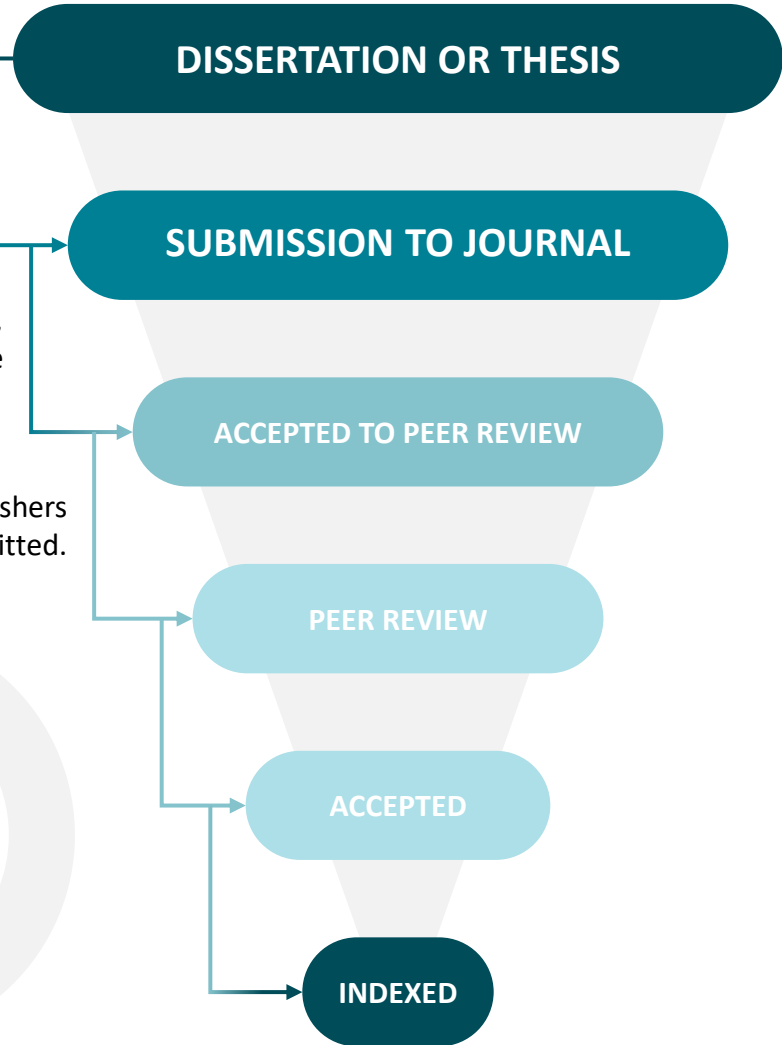 DISSERTATION OR THESIS
SUBMISSION TO JOURNAL
ACCEPTED TO PEER REVIEW
PEER REVIEW
ACCEPTED
INDEXED